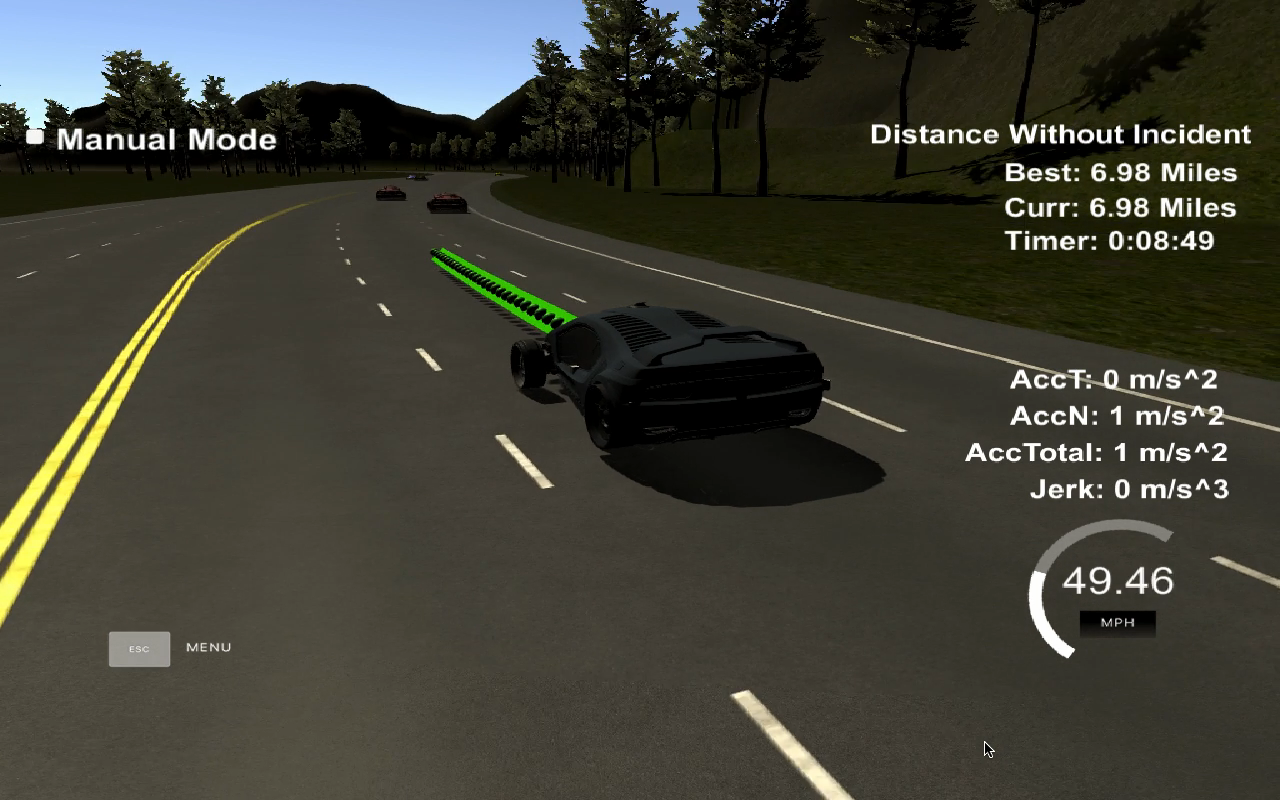 Manual Mode
Distance Without Incident
Best: 6.98 Miles
Curr: 6.98 Miles
Timer: 0:08:49
AccT: 0 m/s^2
AccN: 1 m/s^2
AccTotal: 1 m/s^2
Jerk: 0 m/s^3
49.46
MPH
ESC MENU